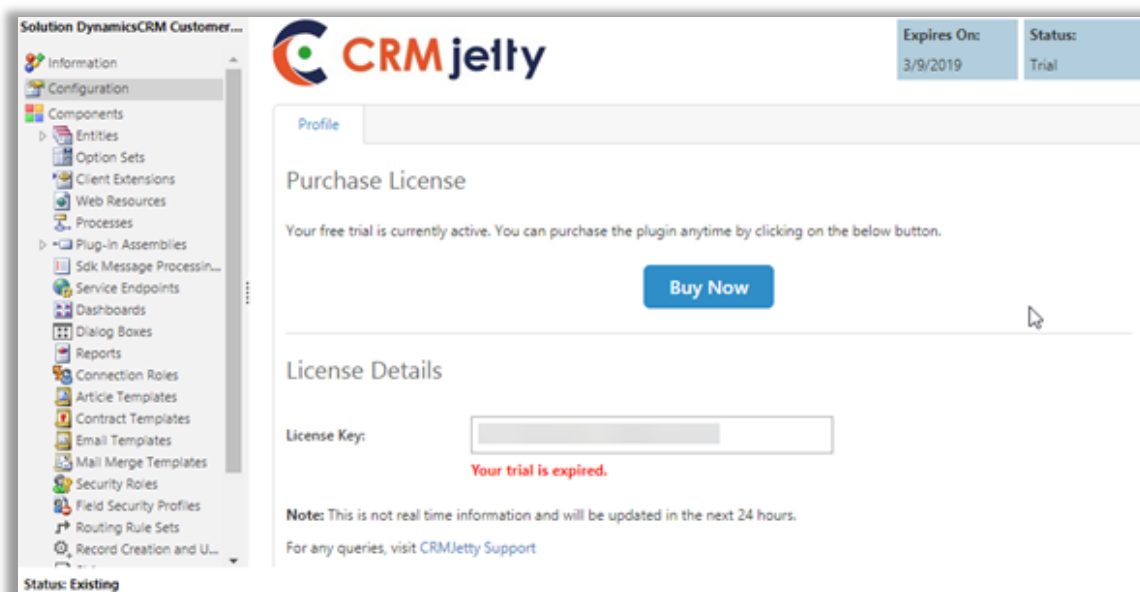 Solution DynamicsCRM Customer....
Information
Configuration
Components
Entities
Option Sets
Client Extensions
Web Resources
Processes
Plug-in Assemblies
Sdk Message Processin...
Service Endpoints
Dashboards
Dialog Boxes
Reports
Connection Roles
Article Templates
Contract Templates
Email Templates
Mail Merge Templates
Security Roles
Field Security Profiles
Routing Rule Sets
Record Creation and U...
Status: Existing
CRMjetty
Expires On:
3/9/2019
Status:
Trial
Profile
Purchase License
Your free trial is currently active. You can purchase the plugin anytime by clicking on the below button.
Buy Now
License Details
License Key:
Your trial is expired.
Note: This is not real time information and will be updated in the next 24 hours.
For any queries, visit CRMJetty Support